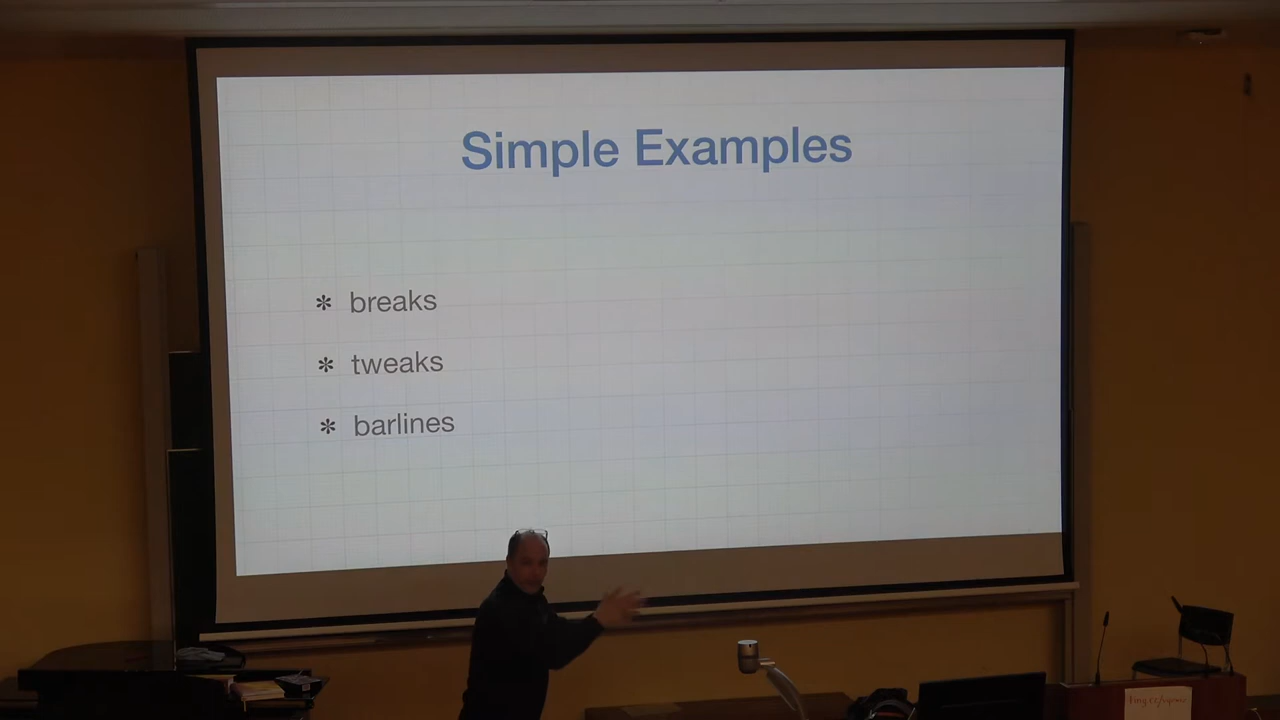 Simple Examples
✻ breaks
✻ tweaks
✻ barlines